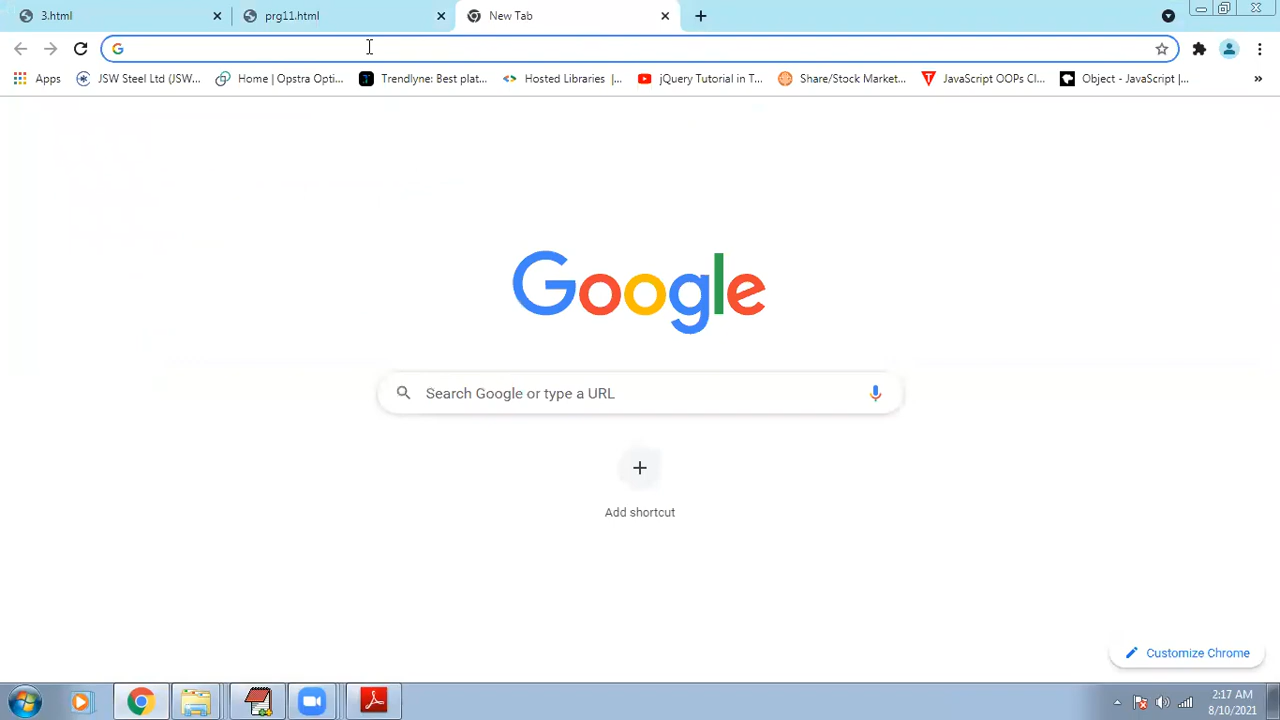 3.html
prg11.html
New Tab
Apps
JSW Steel Ltd (JSW...
Home | Opstra Opti...
Trendlyne: Best plat...
Hosted Libraries |...
jQuery Tutorial in T...
Share/Stock Market...
JavaScript OOPs Cl...
Object - JavaScript |...
»
Google
Search Google or type a URL
Add shortcut
Customize Chrome
2:17 AM
8/10/2021